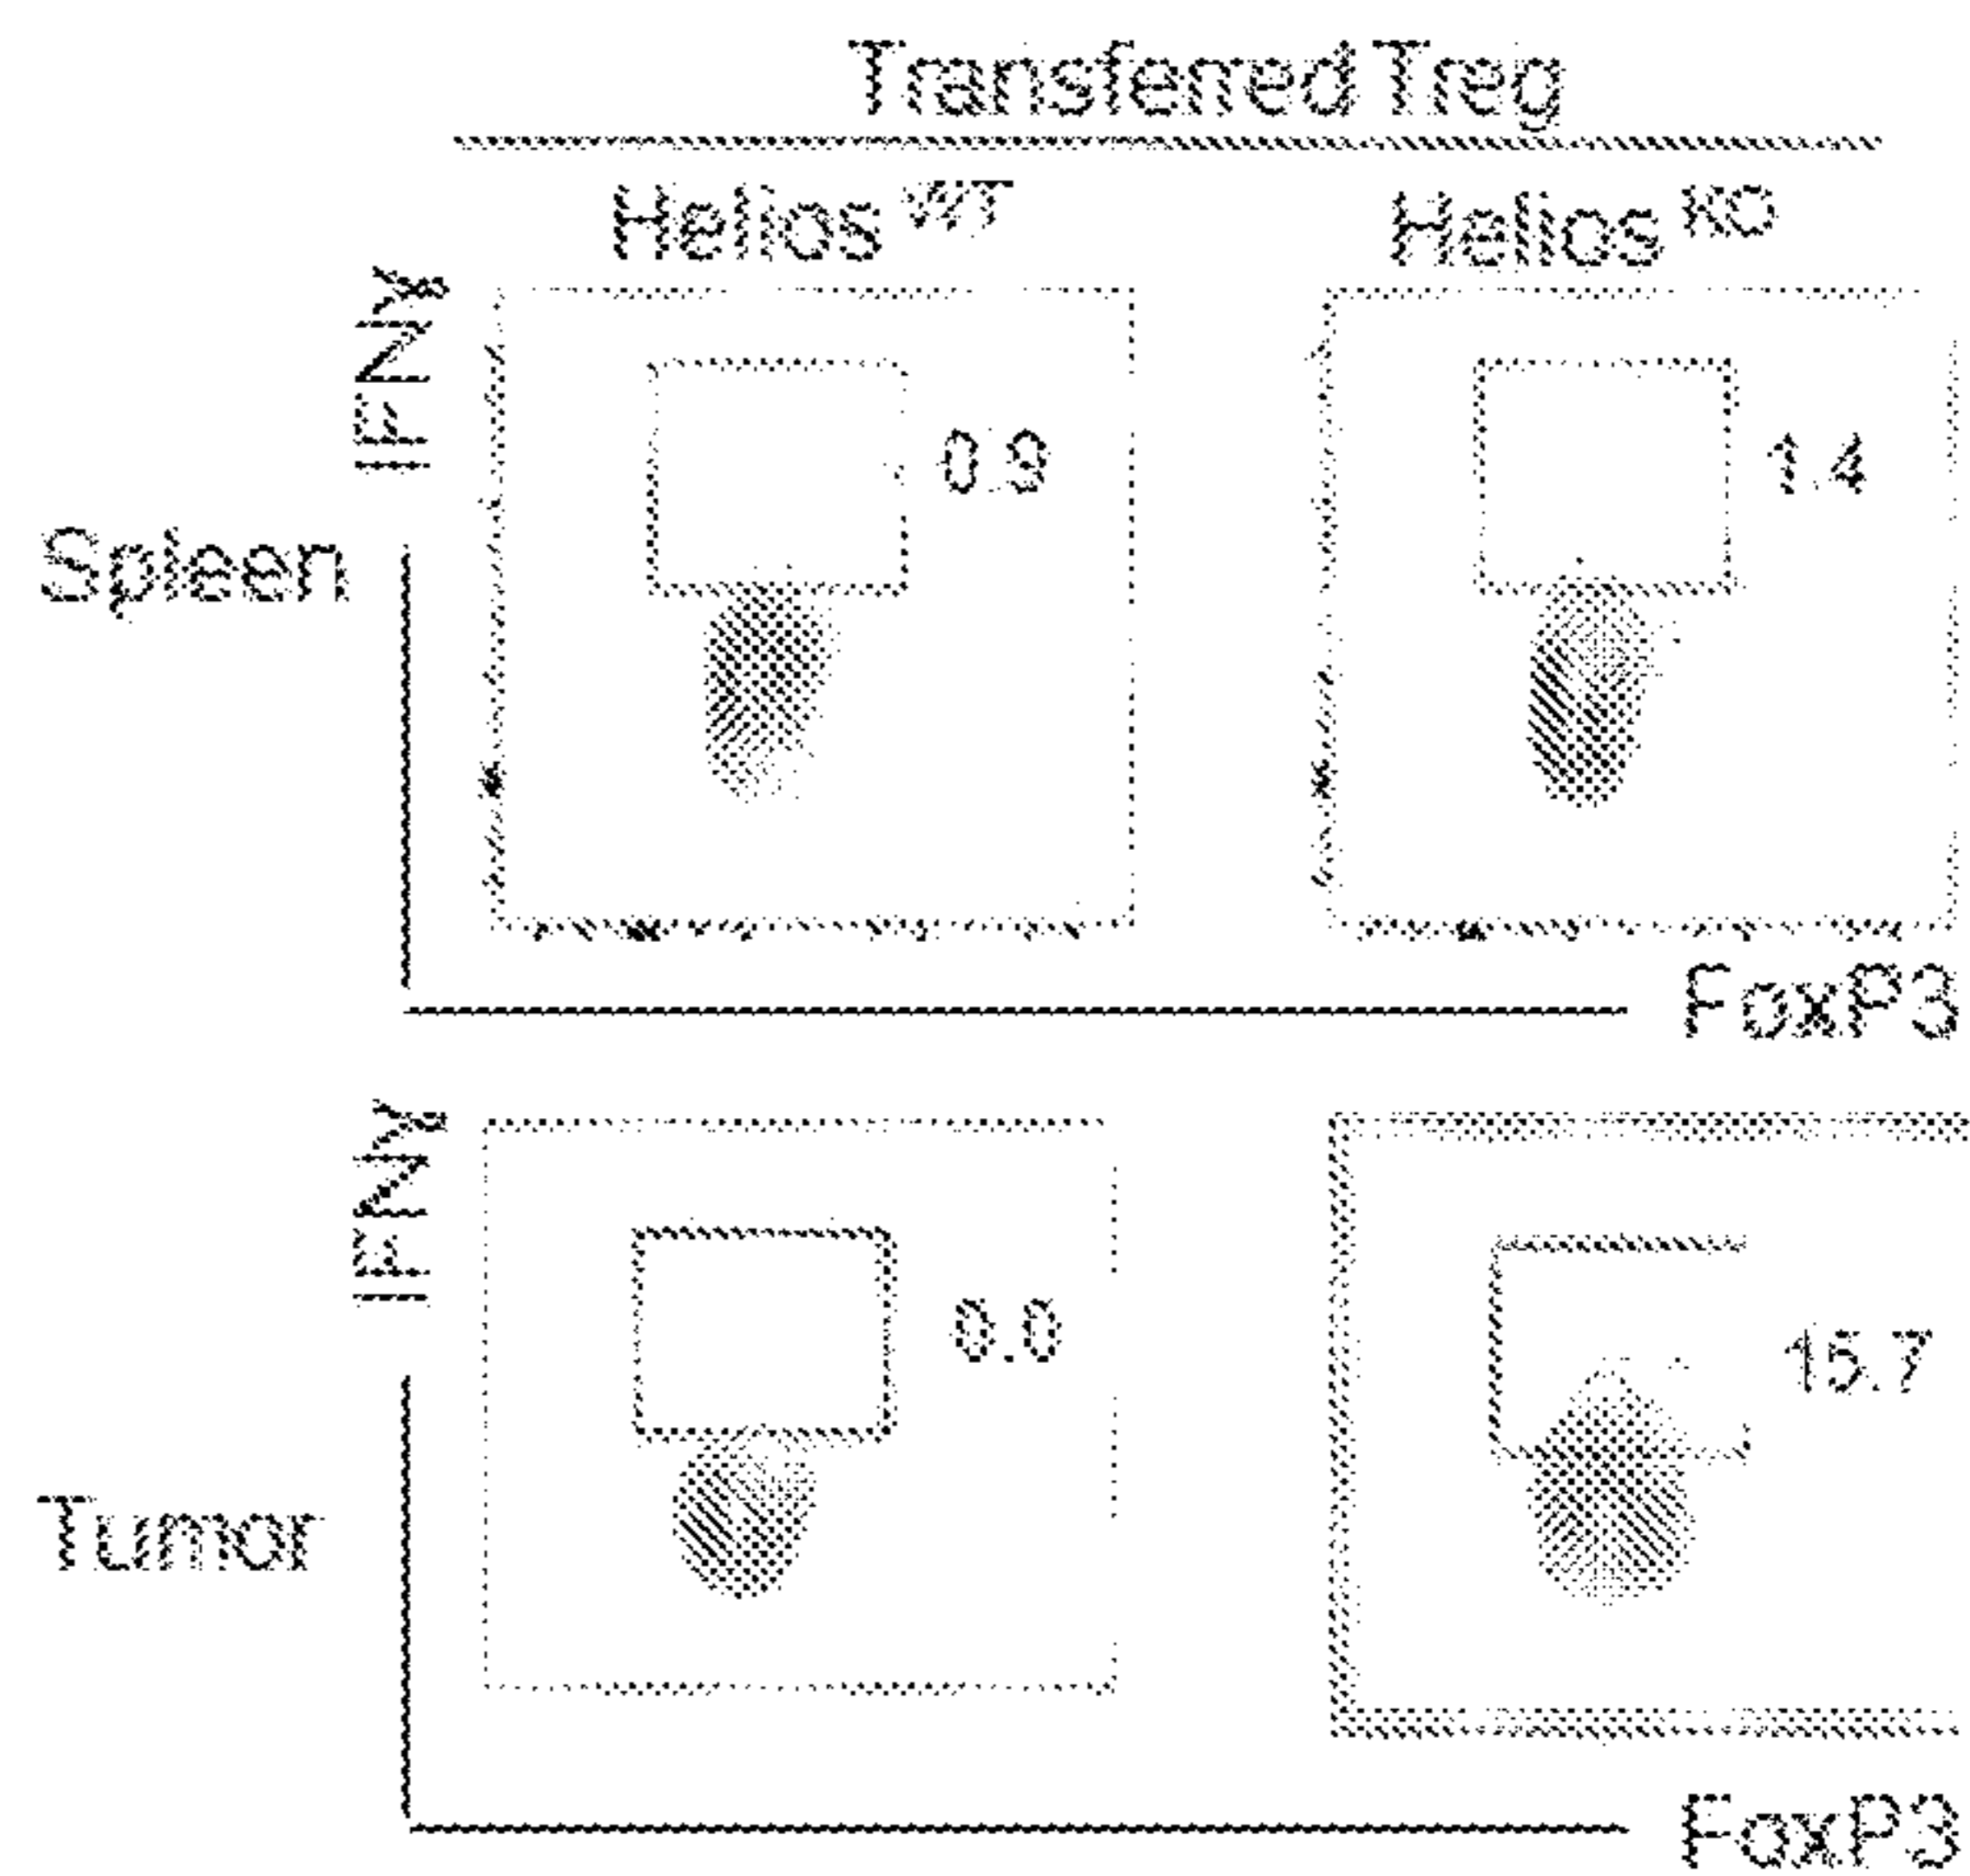 Transferred Treg
Helios WT
Helios KO
IFNγ
0.9
1.4
Spleen
FoxP3
IFNγ
0.0
15.7
Tumor
FoxP3